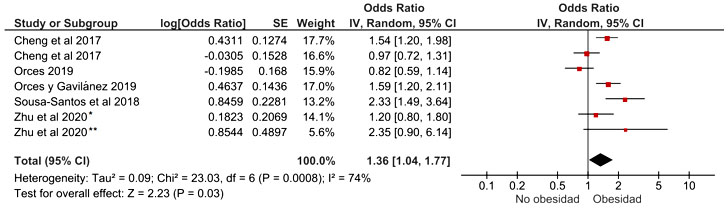 Odds Ratio Odds Ratio
Study or Subgroup log[Odds Ratio] SE Weight IV, Random, 95% CI IV, Random, 95% CI
Cheng et al 2017 0.4311 0.1274 17.7% 1.54 [1.20, 1.98]
Cheng et al 2017 -0.0305 0.1528 16.6% 0.97 [0.72, 1.31]
Orces 2019 -0.1985 0.168 15.9% 0.82 [0.59, 1.14]
Orces y Gavilánez 2019 0.4637 0.1436 17.0% 1.59 [1.20, 2.11]
Sousa-Santos et al 2018 0.8459 0.2281 13.2% 2.33 [1.49, 3.64]
Zhu et al 2020* 0.1823 0.2069 14.1% 1.20 [0.80, 1.80]
Zhu et al 2020** 0.8544 0.4897 5.6% 2.35 [0.90, 6.14]
Total (95% CI) 100.0% 1.36 [1.04, 1.77]
Heterogeneity: Tau² = 0.09; Chi² = 23.03, df = 6 (P = 0.0008); I² = 74%
Test for overall effect: Z = 2.23 (P = 0.03)
0.1 0.2 0.5 1 2 5 10
No obesidad Obesidad